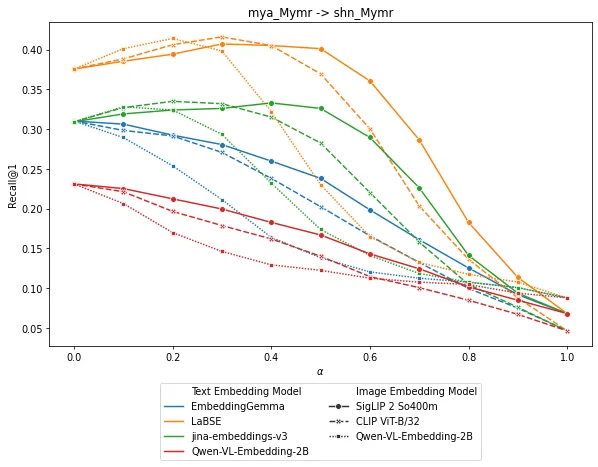 mya_Mymr -> shn_Mymr
Recall@1
0.40
0.35
0.30
0.25
0.20
0.15
0.10
0.05
0.0 0.2 0.4 0.6 0.8 1.0
α
Text Embedding Model Image Embedding Model
EmbeddingGemma SigLIP 2 So400m
LaBSE CLIP ViT-B/32
jina-embeddings-v3 Qwen-VL-Embedding-2B
Qwen-VL-Embedding-2B